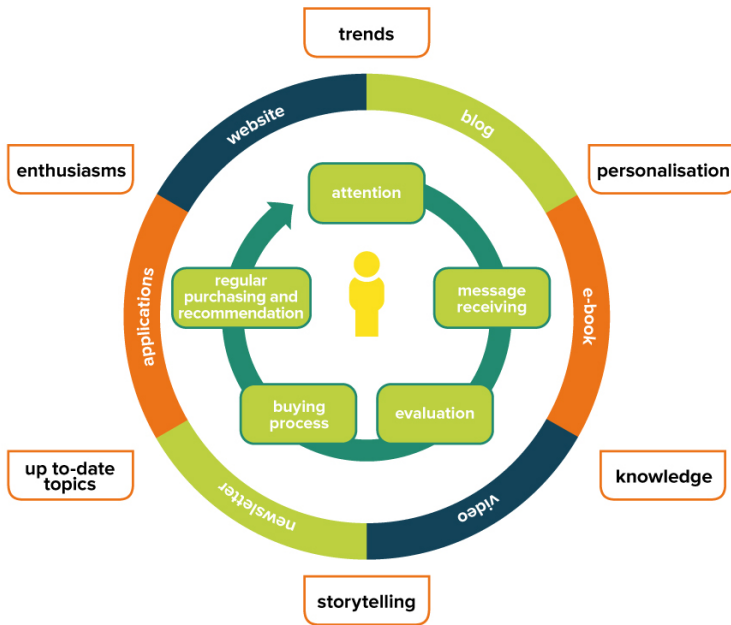 trends
website
blog
enthusiasms
personalisation
attention
regular
purchasing and
recommendation
message
receiving
applications
e-book
buying
process
evaluation
up to-date
topics
knowledge
newsletter
video
storytelling